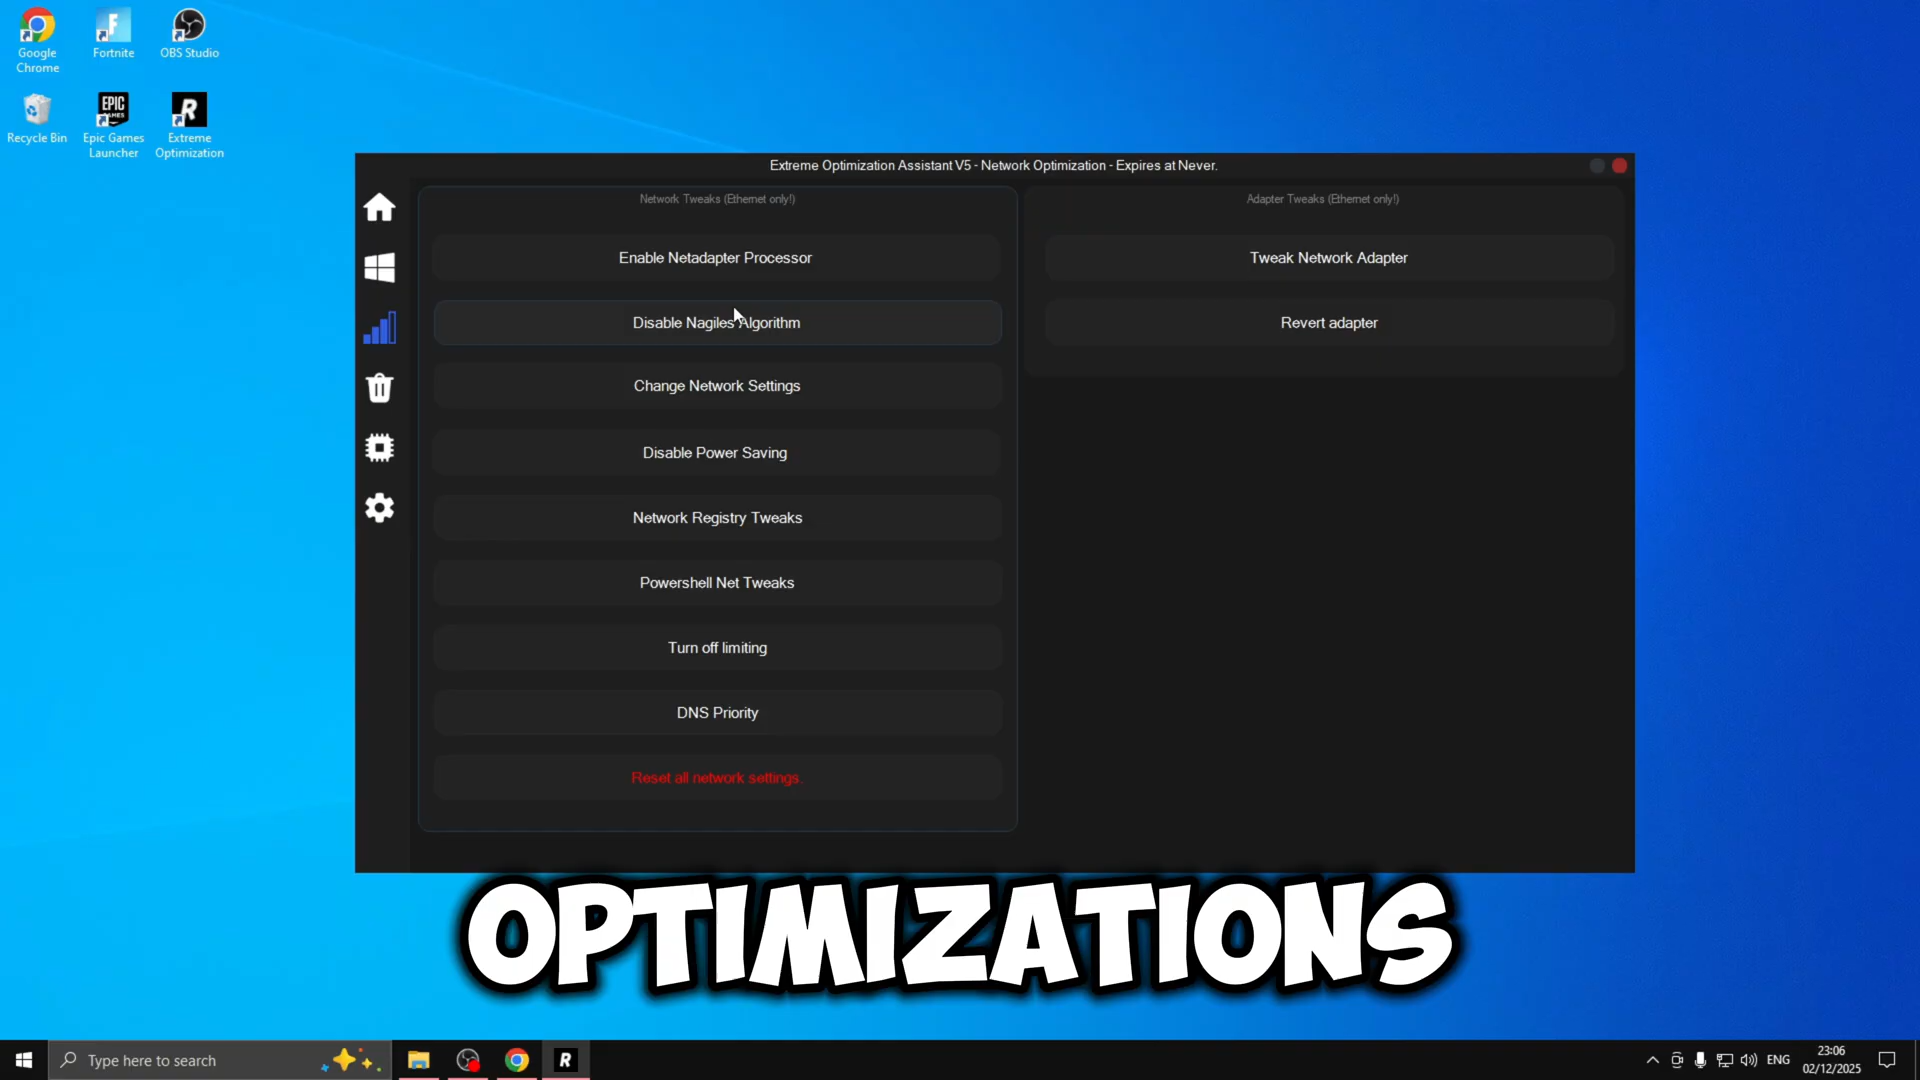 Google
Chrome
Fortnite
OBS Studio
Recycle Bin
EPIC
GAMES
Epic Games
Launcher
R
Extreme
Optimization
Extreme Optimization Assistant V5 - Network Optimization - Expires at Never.
Network Tweaks (Ethernet only!)
Enable Netadapter Processor
Disable Nagiles Algorithm
Change Network Settings
Disable Power Saving
Network Registry Tweaks
Powershell Net Tweaks
Turn off limiting
DNS Priority
Reset all network settings.
Adapter Tweaks (Ethernet only!)
Tweak Network Adapter
Revert adapter
OPTIMIZATIONS
Type here to search
R
ENG
23:06
02/12/2025